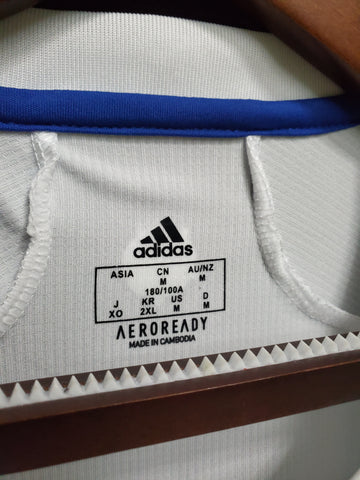 adidas
ASIA CN AU/NZ
M M
180/100A
J KR US D
XO 2XL M M
AEROREADY
MADE IN CAMBODIA